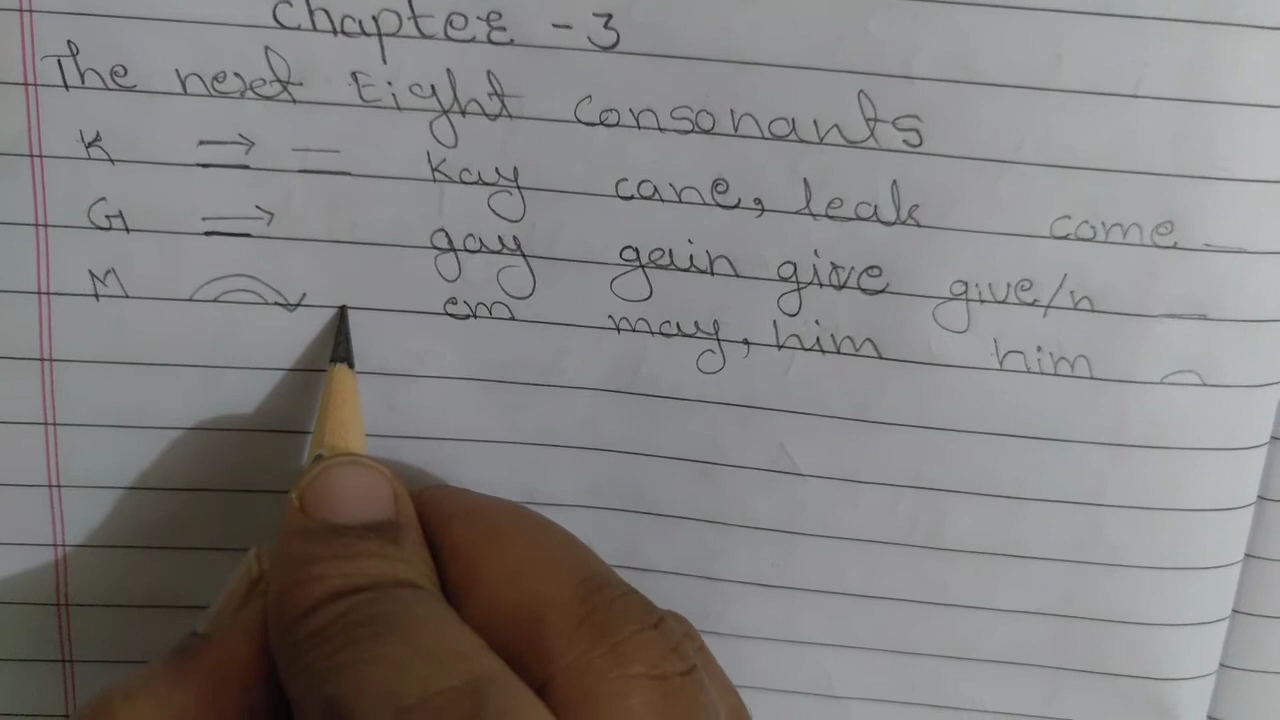 Chapter - 3
The next Eight consonants
K kay cane, leak come
G gay gain give give/n
M em may, him him